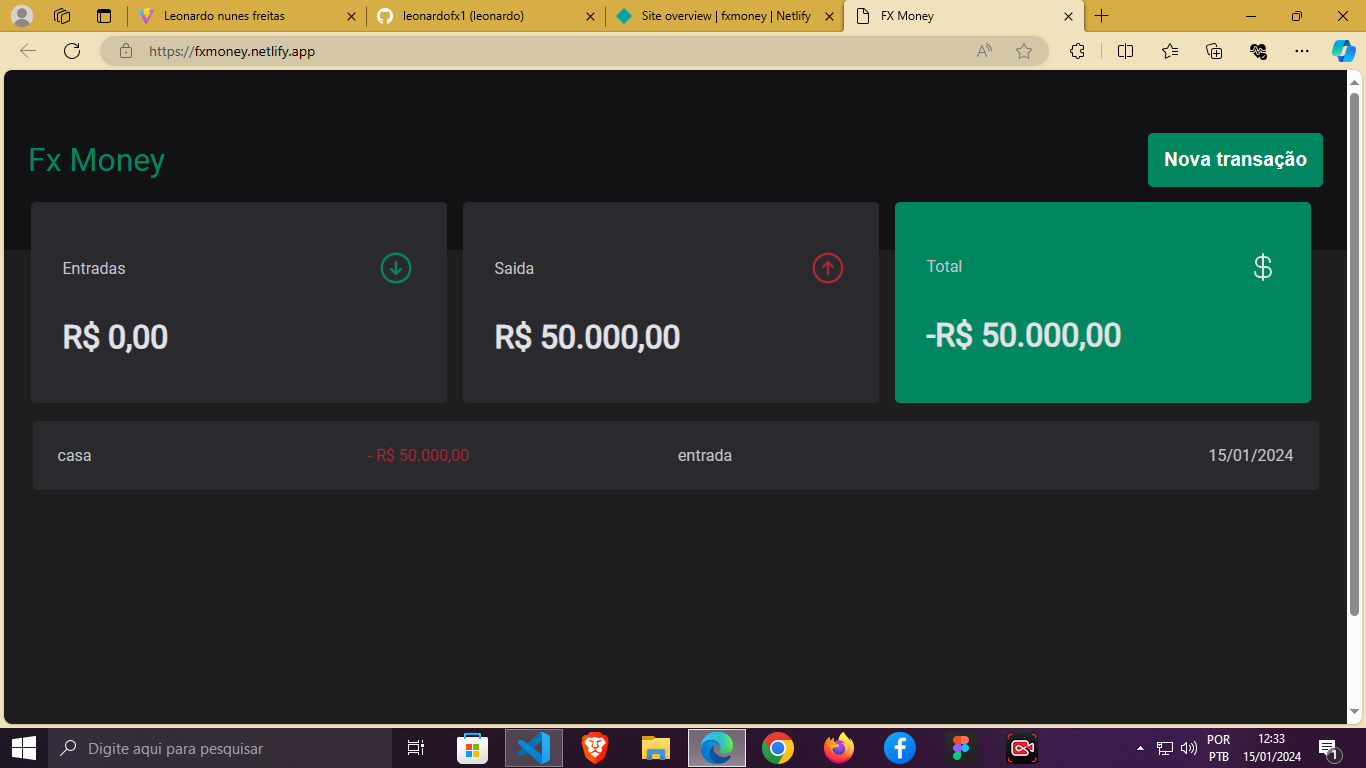 Leonardo nunes freitas
leonardofx1 (leonardo)
Site overview | fxmoney | Netlify
FX Money
https://fxmoney.netlify.app
Fx Money
Nova transação
Entradas
Saida
Total
R$ 0,00
R$ 50.000,00
-R$ 50.000,00
casa
- R$ 50.000,00
entrada
15/01/2024
Digite aqui para pesquisar
POR
PTB
12:33
15/01/2024
1